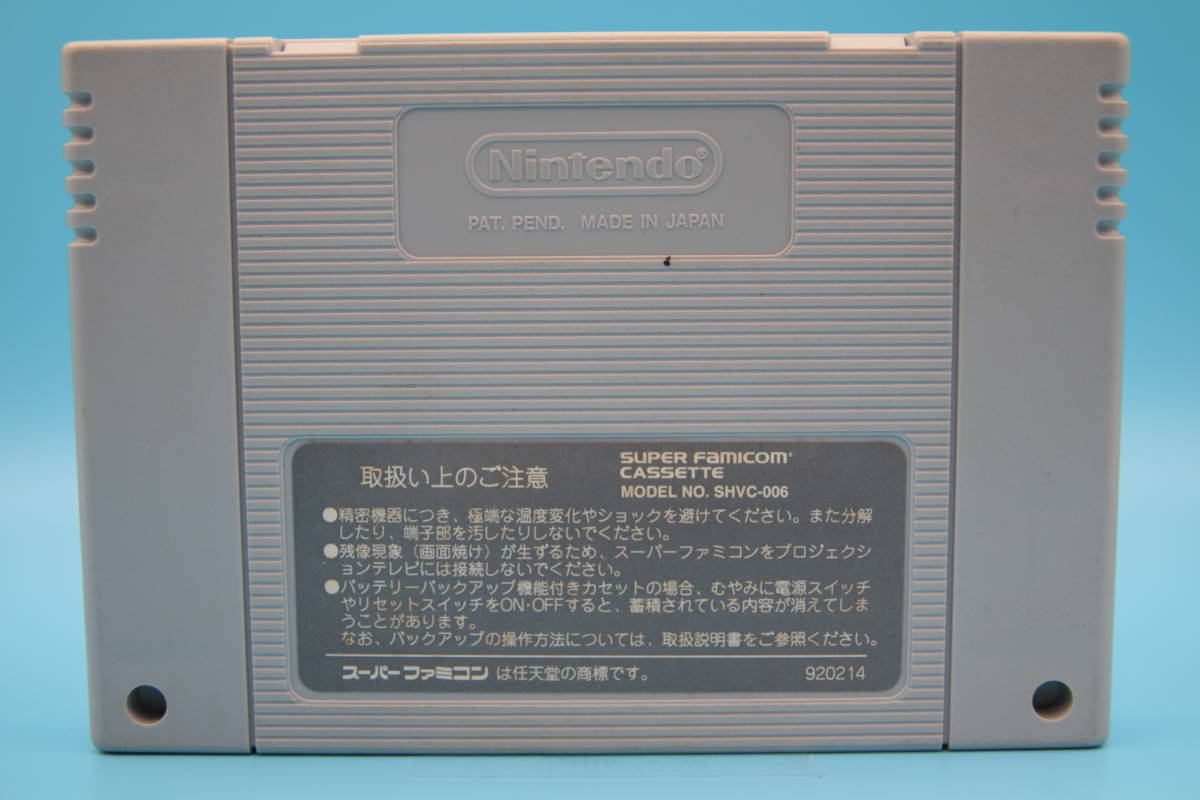 Nintendo®
PAT. PEND. MADE IN JAPAN
取扱い上のご注意
SUPER FAMICOM®
CASSETTE
MODEL NO. SHVC-006
●精密機器につき、極端な温度変化やショックを避けてください。また分解
したり、端子部を汚したりしないでください。
●残像現象（画面焼け）が生ずるため、スーパーファミコンをプロジェクシ
ョンテレビには接続しないでください。
●バッテリーバックアップ機能付きカセットの場合、むやみに電源スイッチ
やリセットスイッチをON・OFFすると、蓄積されている内容が消えてしま
うことがあります。
なお、バックアップの操作方法については、取扱説明書をご参照ください。
スーパーファミコンは任天堂の商標です。
920214